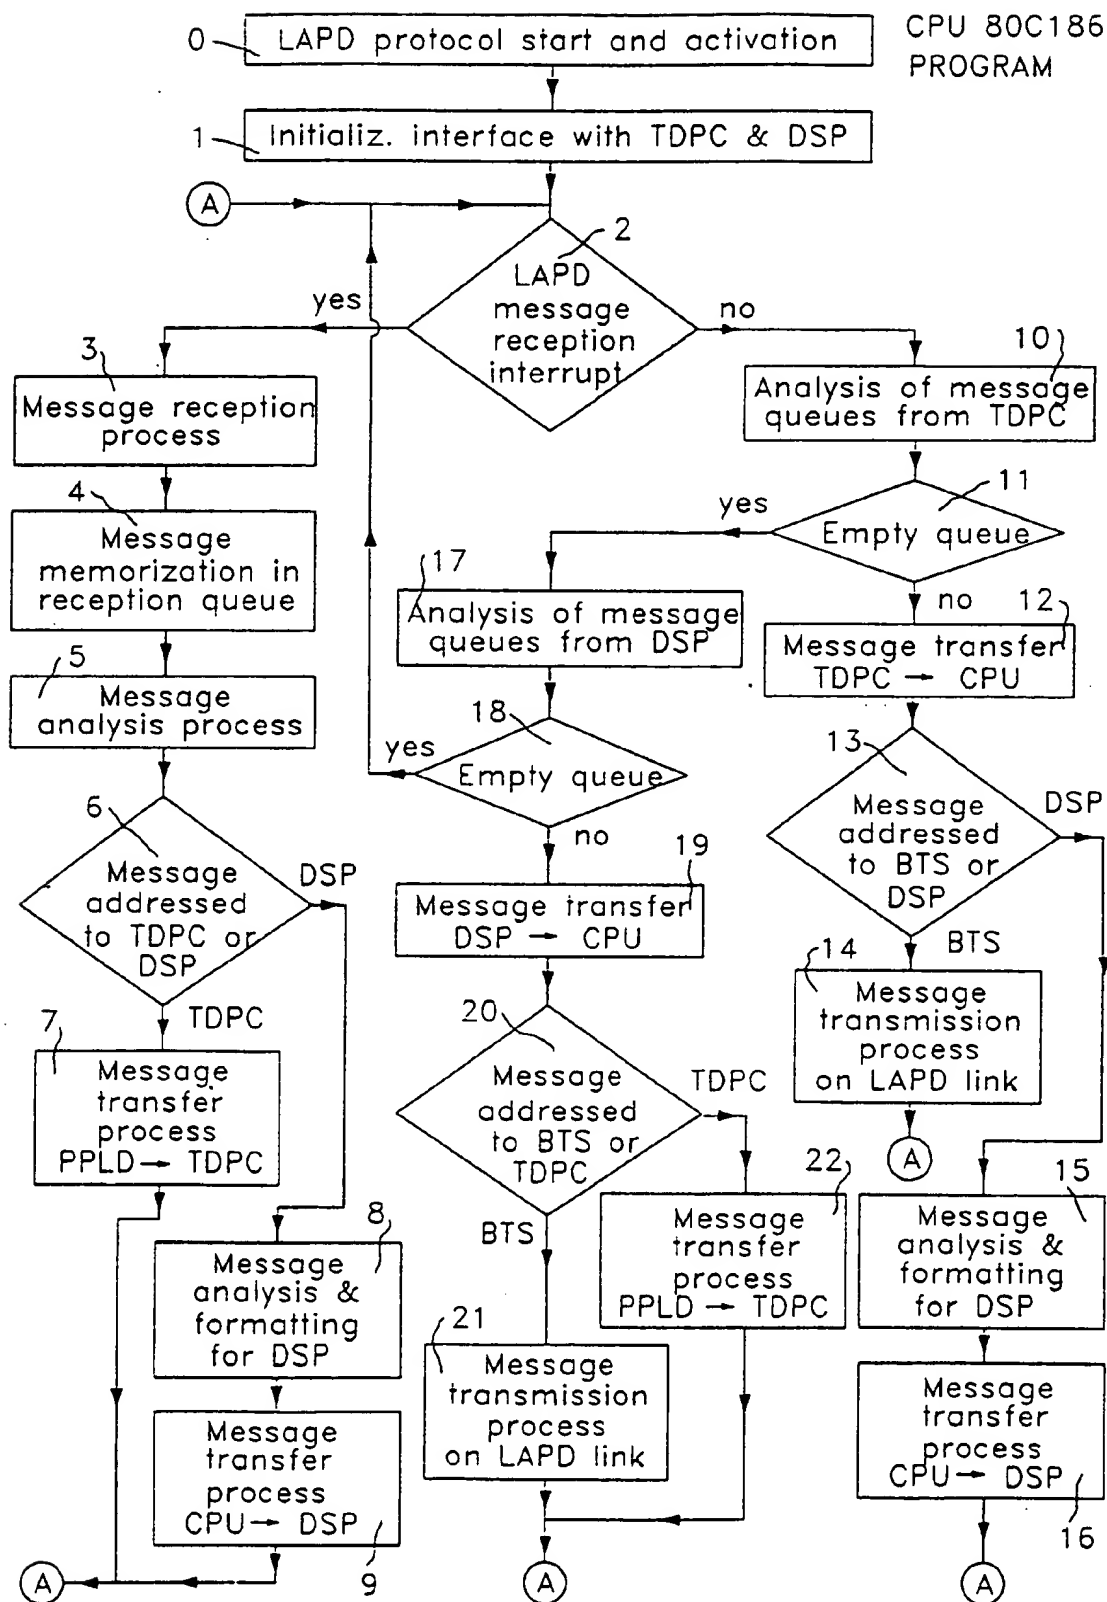 CPU 80C186
PROGRAM
0
LAPD protocol start and activation
1
Initializ. interface with TDPC & DSP
A
2
LAPD
message
reception
interrupt
yes
no
3
Message reception
process
4
Message
memorization in
reception queue
5
Message
analysis process
6
Message
addressed
to TDPC or
DSP
DSP
TDPC
7
Message
transfer
process
PPLD → TDPC
8
Message
analysis &
formatting
for DSP
Message
transfer
process
CPU → DSP
9
A
10
Analysis of message
queues from TDPC
11
Empty queue
yes
no
12
Message transfer
TDPC → CPU
13
Message
addressed
to BTS or
DSP
DSP
BTS
14
Message
transmission
process
on LAPD link
A
15
Message
analysis &
formatting
for DSP
Message
transfer
process
CPU → DSP
16
A
17
Analysis of message
queues from DSP
18
Empty queue
yes
no
19
Message transfer
DSP → CPU
20
Message
addressed
to BTS or
TDPC
TDPC
BTS
21
Message
transmission
process
on LAPD link
22
Message
transfer
process
PPLD → TDPC
A